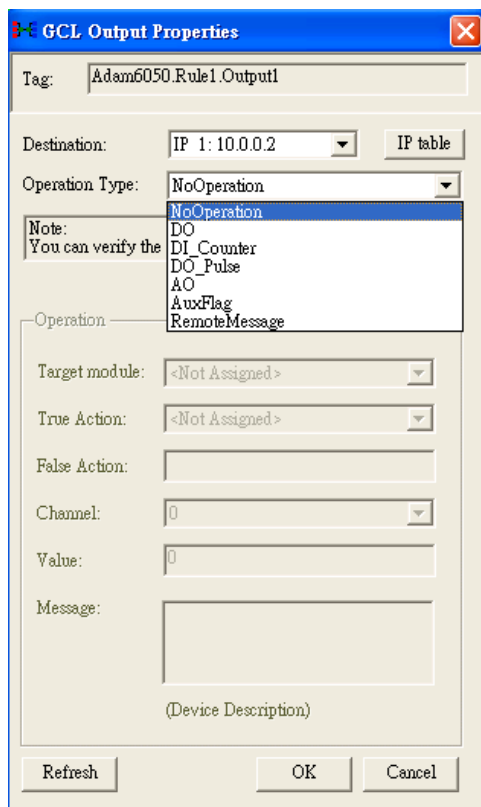 GCL Output Properties
Tag: Adam6050.Rule1.Output1
Destination: IP 1: 10.0.0.2 IP table
Operation Type: NoOperation
NoOperation
Note:
DO
You can verify the
DI_Counter
DO_Pulse
AO
AuxFlag
RemoteMessage
Operation
Target module: <Not Assigned>
True Action: <Not Assigned>
False Action:
Channel: 0
Value: 0
Message:
(Device Description)
Refresh OK Cancel